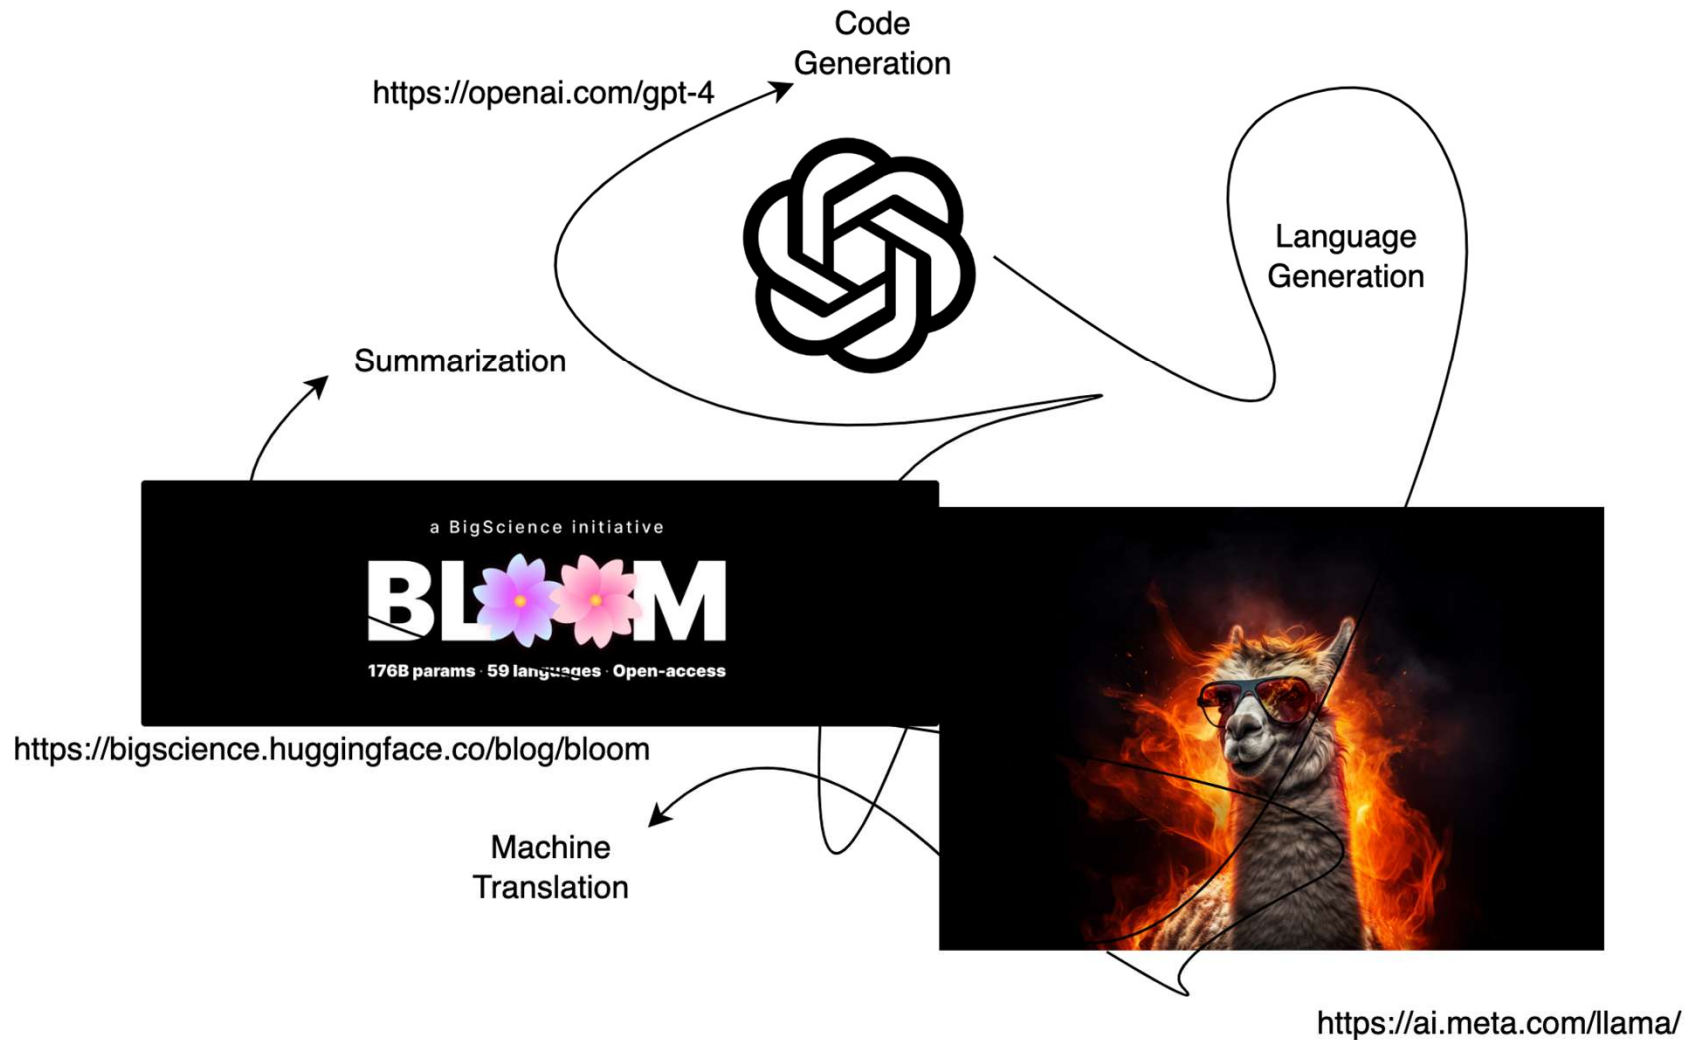 Code
Generation
https://openai.com/gpt-4
Language
Generation
Summarization
a BigScience initiative
BLOOM
176B params · 59 languages · Open-access
https://bigscience.huggingface.co/blog/bloom
Machine
Translation
https://ai.meta.com/llama/